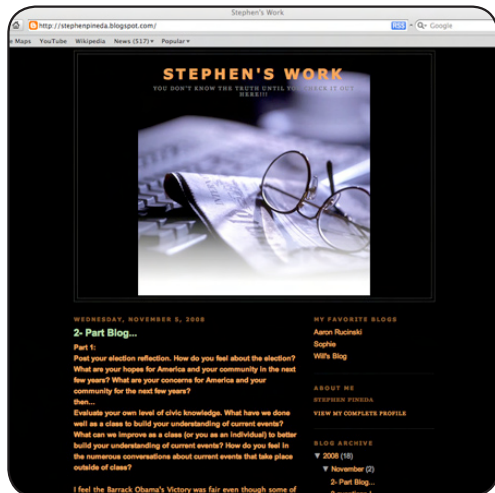 Stephen's Work
http://stephenpineda.blogspot.com/
RSS
Google
Maps YouTube Wikipedia News (517) Popular
STEPHEN'S WORK
YOU DON'T KNOW THE TRUTH UNTIL YOU CHECK IT OUT
HERE!!!
WEDNESDAY, NOVEMBER 5, 2008
2- Part Blog...
Part 1:
Post your election reflection. How do you feel about the election?
What are your hopes for America and your community in the next
few years? What are your concerns for America and your
community for the next few years?
then...
Evaluate your own level of civic knowledge. What have we done
well as a class to build your understanding of current events?
What can we improve as a class (or you as an individual) to better
build your understanding of current events? How do you feel in
the numerous conversations about current events that take place
outside of class?
I feel the Barrack Obama's Victory was fair even though some of
MY FAVORITE BLOGS
Aaron Rucinski
Sophie
Will's Blog
ABOUT ME
STEPHEN PINEDA
VIEW MY COMPLETE PROFILE
BLOG ARCHIVE
▼ 2008 (18)
▼ November (2)
2- Part Blog...